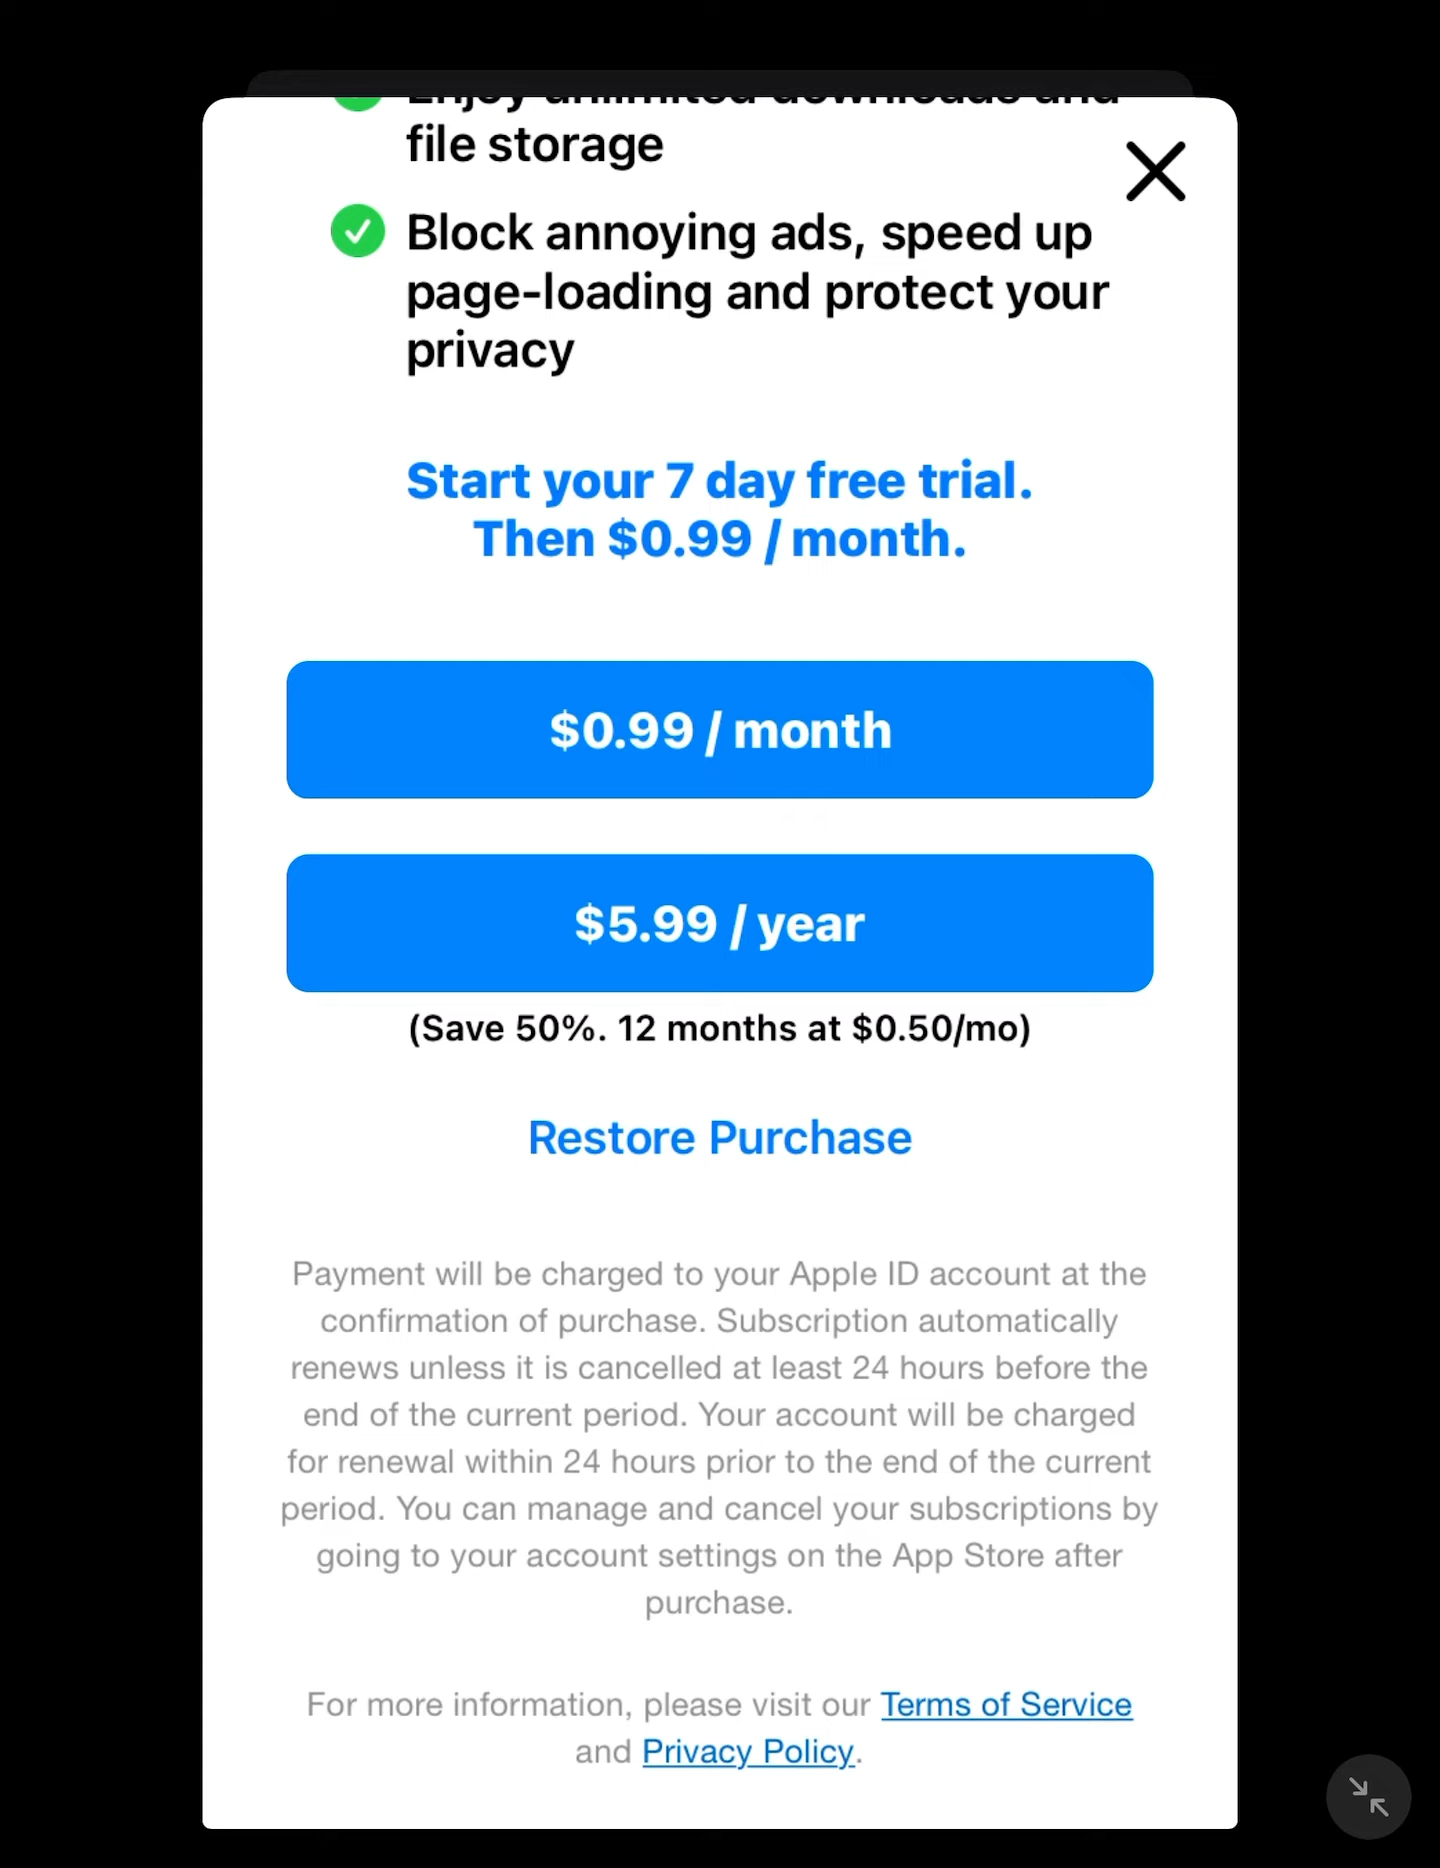 Enjoy unlimited downloads and
file storage
Block annoying ads, speed up
page-loading and protect your
privacy
Start your 7 day free trial.
Then $0.99 / month.
$0.99 / month
$5.99 / year
(Save 50%. 12 months at $0.50/mo)
Restore Purchase
Payment will be charged to your Apple ID account at the
confirmation of purchase. Subscription automatically
renews unless it is cancelled at least 24 hours before the
end of the current period. Your account will be charged
for renewal within 24 hours prior to the end of the current
period. You can manage and cancel your subscriptions by
going to your account settings on the App Store after
purchase.
For more information, please visit our Terms of Service
and Privacy Policy.